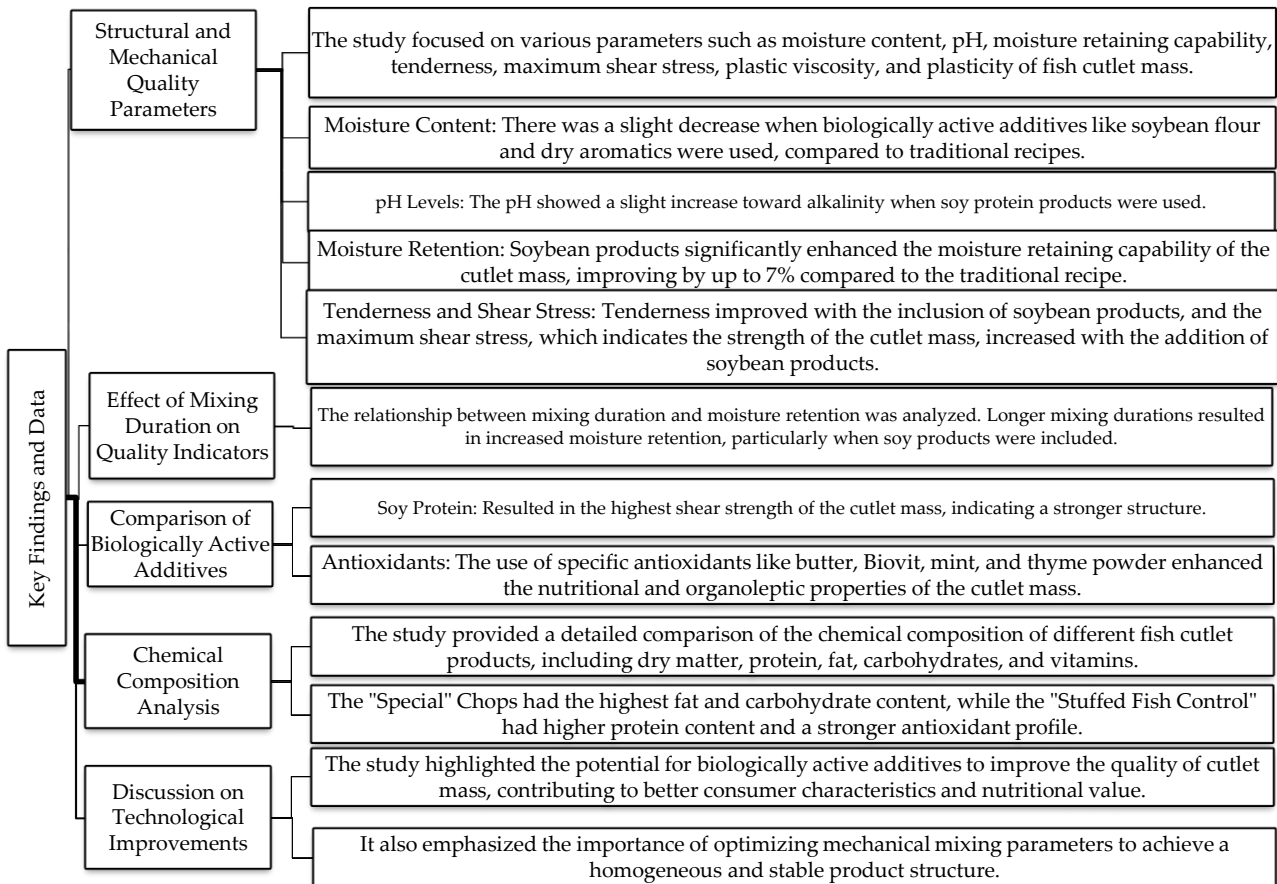 Key Findings and Data
Structural and
Mechanical
Quality
Parameters
The study focused on various parameters such as moisture content, pH, moisture retaining capability,
tenderness, maximum shear stress, plastic viscosity, and plasticity of fish cutlet mass.
Moisture Content: There was a slight decrease when biologically active additives like soybean flour
and dry aromatics were used, compared to traditional recipes.
pH Levels: The pH showed a slight increase toward alkalinity when soy protein products were used.
Moisture Retention: Soybean products significantly enhanced the moisture retaining capability of the
cutlet mass, improving by up to 7% compared to the traditional recipe.
Tenderness and Shear Stress: Tenderness improved with the inclusion of soybean products, and the
maximum shear stress, which indicates the strength of the cutlet mass, increased with the addition of
soybean products.
Effect of Mixing
Duration on
Quality Indicators
The relationship between mixing duration and moisture retention was analyzed. Longer mixing durations resulted
in increased moisture retention, particularly when soy products were included.
Comparison of
Biologically Active
Additives
Soy Protein: Resulted in the highest shear strength of the cutlet mass, indicating a stronger structure.
Antioxidants: The use of specific antioxidants like butter, Biovit, mint, and thyme powder enhanced
the nutritional and organoleptic properties of the cutlet mass.
Chemical
Composition
Analysis
The study provided a detailed comparison of the chemical composition of different fish cutlet
products, including dry matter, protein, fat, carbohydrates, and vitamins.
The "Special" Chops had the highest fat and carbohydrate content, while the "Stuffed Fish Control"
had higher protein content and a stronger antioxidant profile.
Discussion on
Technological
Improvements
The study highlighted the potential for biologically active additives to improve the quality of cutlet
mass, contributing to better consumer characteristics and nutritional value.
It also emphasized the importance of optimizing mechanical mixing parameters to achieve a
homogeneous and stable product structure.